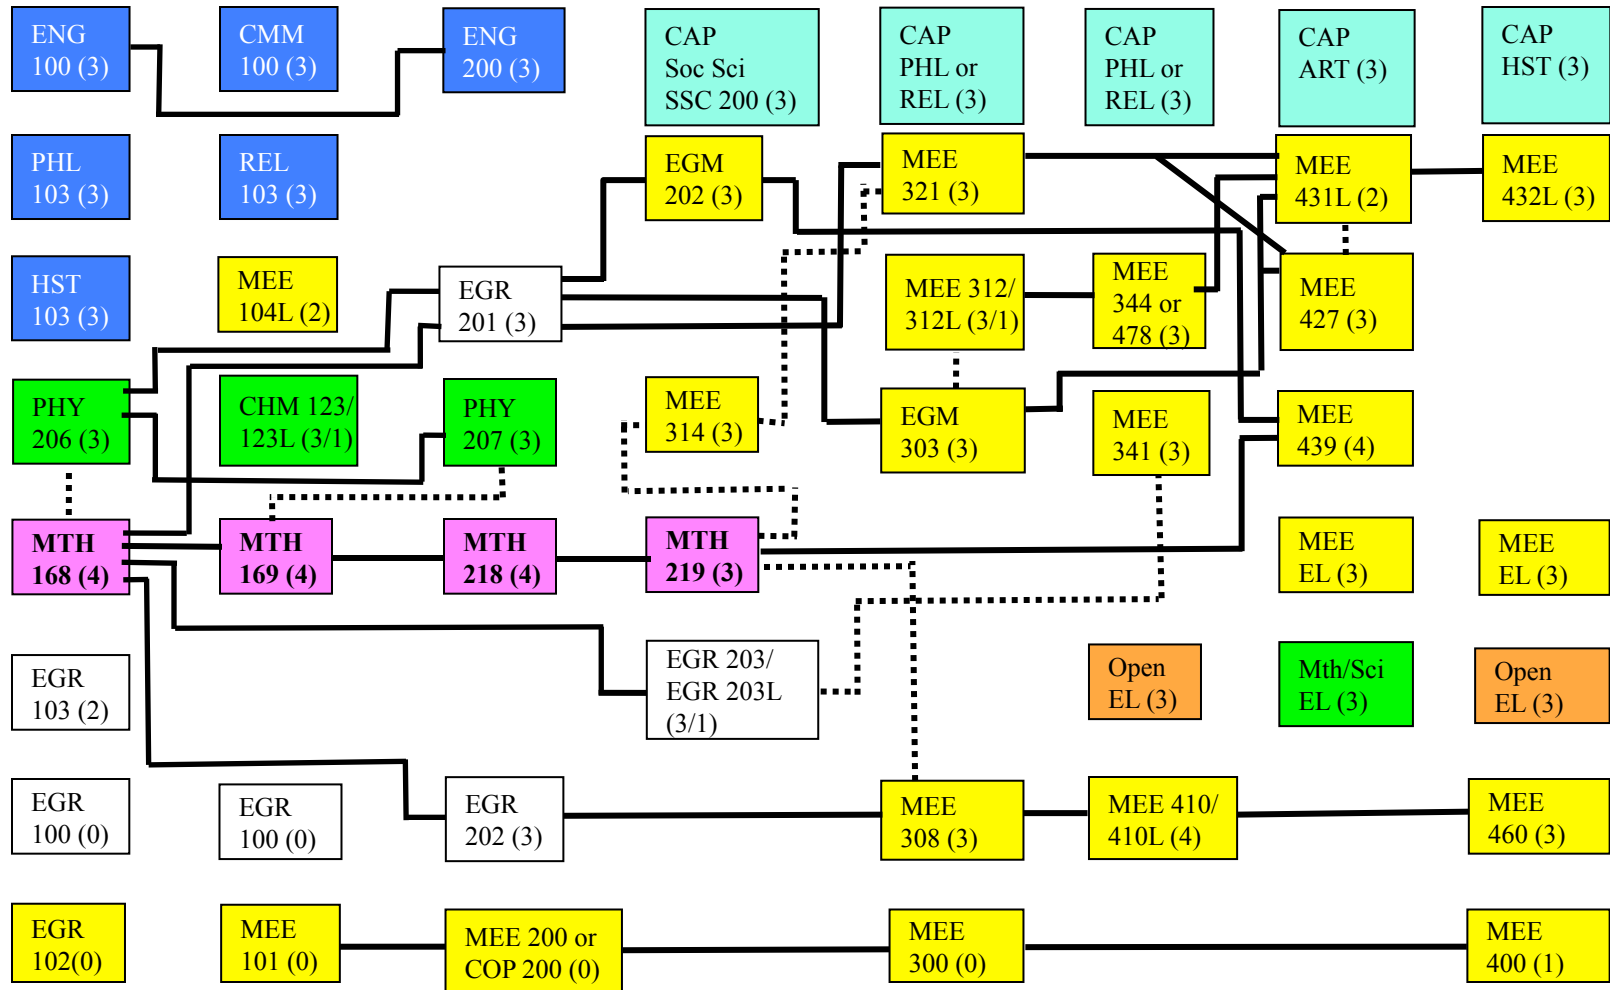 ENG
100 (3)
CMM
100 (3)
ENG
200 (3)
CAP
Soc Sci
SSC 200 (3)
CAP
PHL or
REL (3)
CAP
PHL or
REL (3)
CAP
ART (3)
CAP
HST (3)
PHL
103 (3)
REL
103 (3)
EGM
202 (3)
MEE
321 (3)
MEE
431L (2)
MEE
432L (3)
HST
103 (3)
MEE
104L (2)
EGR
201 (3)
MEE 312/
312L (3/1)
MEE
344 or
478 (3)
MEE
427 (3)
PHY
206 (3)
CHM 123/
123L (3/1)
PHY
207 (3)
MEE
314 (3)
EGM
303 (3)
MEE
341 (3)
MEE
439 (4)
MTH
168 (4)
MTH
169 (4)
MTH
218 (4)
MTH
219 (3)
MEE
EL (3)
MEE
EL (3)
EGR
103 (2)
EGR 203/
EGR 203L
(3/1)
Open
EL (3)
Mth/Sci
EL (3)
Open
EL (3)
EGR
100 (0)
EGR
100 (0)
EGR
202 (3)
MEE
308 (3)
MEE 410/
410L (4)
MEE
460 (3)
EGR
102(0)
MEE
101 (0)
MEE 200 or
COP 200 (0)
MEE
300 (0)
MEE
400 (1)